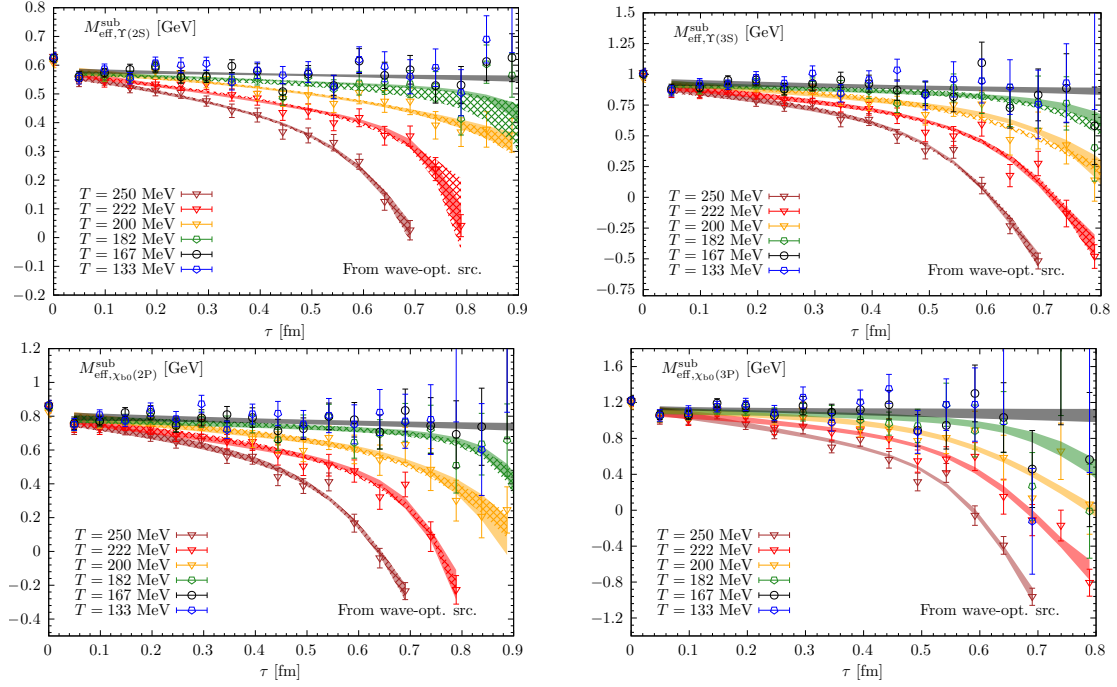 M^sub_eff,Υ(2S) [GeV]
0.8
0.7
0.6
0.5
0.4
0.3
0.2
0.1
0
−0.1
−0.2
T = 250 MeV
T = 222 MeV
T = 200 MeV
T = 182 MeV
T = 167 MeV
T = 133 MeV
From wave-opt. src.
0 0.1 0.2 0.3 0.4 0.5 0.6 0.7 0.8 0.9
τ [fm]
M^sub_eff,Υ(3S) [GeV]
1.5
1.25
1
0.75
0.5
0.25
0
−0.25
−0.5
−0.75
T = 250 MeV
T = 222 MeV
T = 200 MeV
T = 182 MeV
T = 167 MeV
T = 133 MeV
From wave-opt. src.
0 0.1 0.2 0.3 0.4 0.5 0.6 0.7 0.8
τ [fm]
M^sub_eff,χb0(2P) [GeV]
1.2
1
0.8
0.6
0.4
0.2
0
−0.2
−0.4
T = 250 MeV
T = 222 MeV
T = 200 MeV
T = 182 MeV
T = 167 MeV
T = 133 MeV
From wave-opt. src.
0 0.1 0.2 0.3 0.4 0.5 0.6 0.7 0.8 0.9
τ [fm]
M^sub_eff,χb0(3P) [GeV]
1.6
1.2
0.8
0.4
0
−0.4
−0.8
−1.2
T = 250 MeV
T = 222 MeV
T = 200 MeV
T = 182 MeV
T = 167 MeV
T = 133 MeV
From wave-opt. src.
0 0.1 0.2 0.3 0.4 0.5 0.6 0.7 0.8
τ [fm]